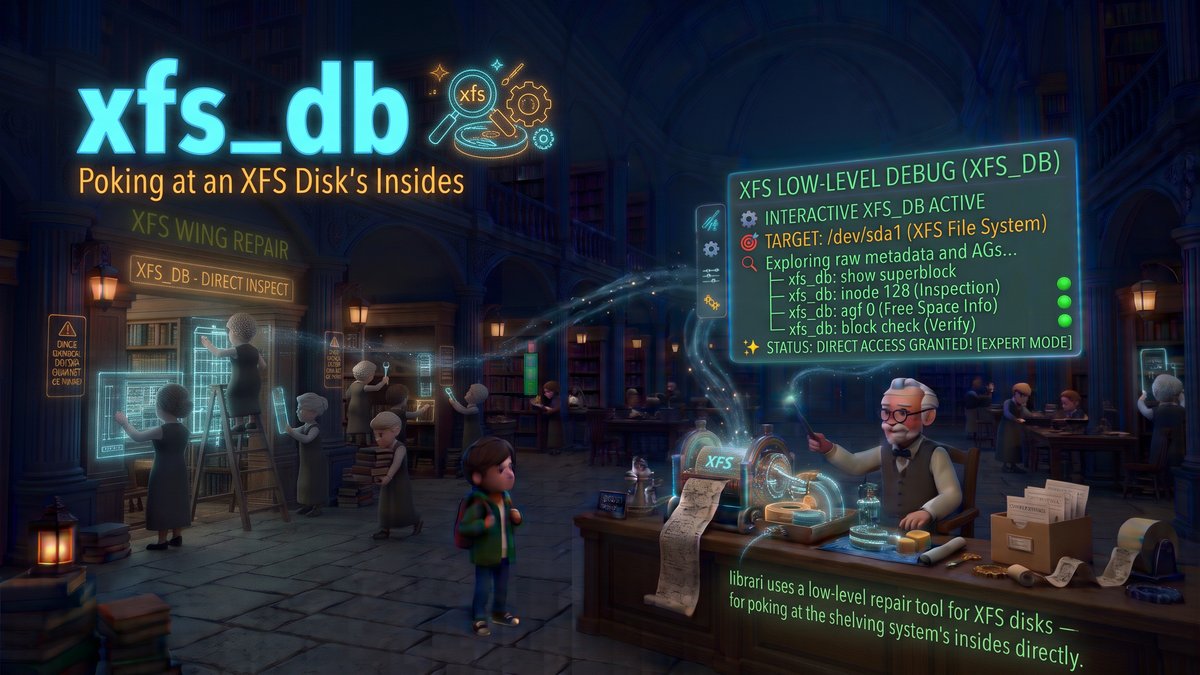 xfs_db
xfs
Poking at an XFS Disk's Insides
XFS WING REPAIR
XFS_DB - DIRECT INSPECT
XFS LOW-LEVEL DEBUG (XFS_DB)
INTERACTIVE XFS_DB ACTIVE
TARGET: /dev/sda1 (XFS File System)
Exploring raw metadata and AGs...
xfs_db: show superblock
xfs_db: inode 128 (Inspection)
xfs_db: agf 0 (Free Space Info)
xfs_db: block check (Verify)
STATUS: DIRECT ACCESS GRANTED! [EXPERT MODE]
XFS
librari uses a low-level repair tool for XFS disks —
for poking at the shelving system's insides directly.